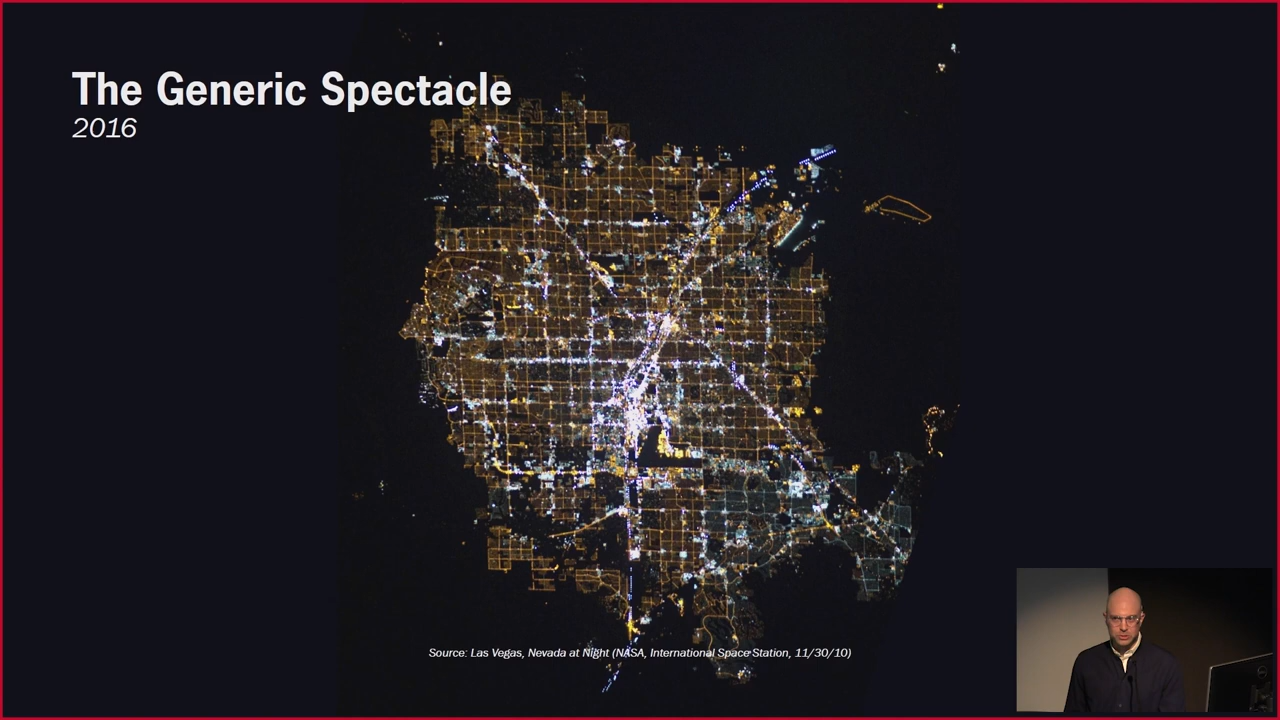 The Generic Spectacle
2016
Source: Las Vegas, Nevada at Night (NASA, International Space Station, 11/30/10)